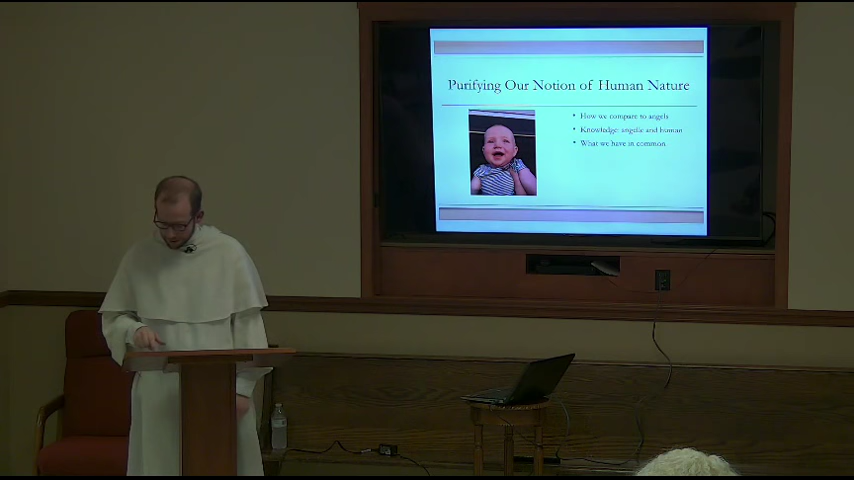 Purifying Our Notion of Human Nature
• How we compare to angels
• Knowledge: angelic and human
• What we have in common